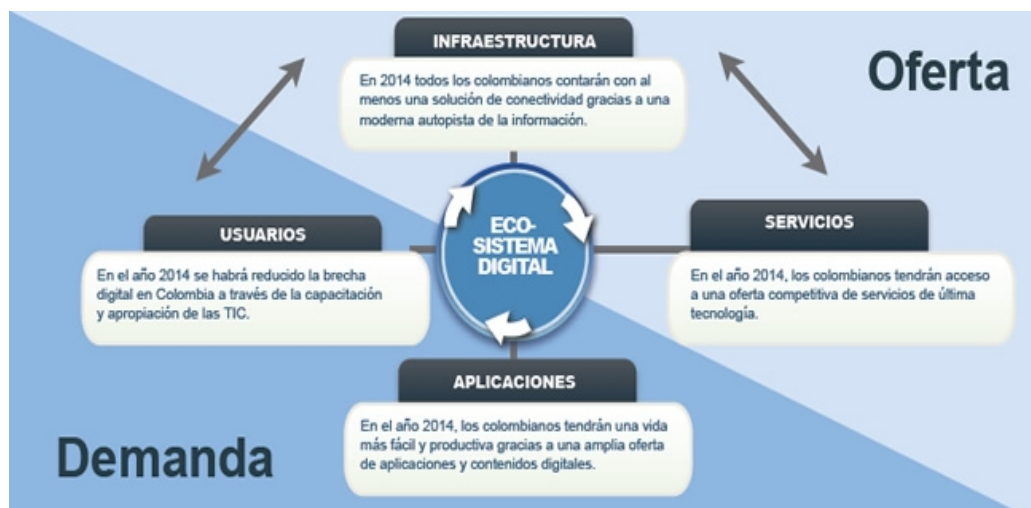 INFRAESTRUCTURA
En 2014 todos los colombianos contarán con al
menos una solución de conectividad gracias a una
moderna autopista de la información.
Oferta
USUARIOS
En el año 2014 se habrá reducido la brecha
digital en Colombia a través de la capacitación
y apropiación de las TIC.
ECO-
SISTEMA
DIGITAL
SERVICIOS
En el año 2014, los colombianos tendrán acceso
a una oferta competitiva de servicios de última
tecnología.
APLICACIONES
En el año 2014, los colombianos tendrán una vida
más fácil y productiva gracias a una amplia oferta
de aplicaciones y contenidos digitales.
Demanda